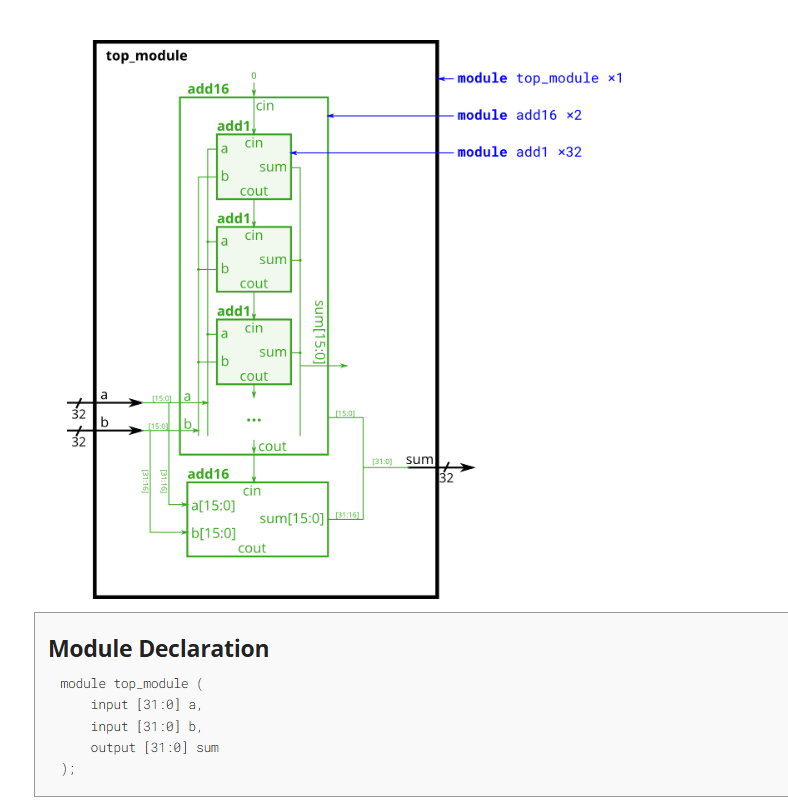 top_module
0
add16
cin
module top_module ×1
module add16 ×2
module add1 ×32
add1
cin
a
sum
b
cout
add1
cin
a
sum
b
cout
add1
cin
a
sum
b
cout
sum[15:0]
a
32
[15:0]
a
b
32
[15:0]
b
...
cout
[15:0]
[31:0]
sum
32
[31:16]
[31:16]
add16
cin
a[15:0]
sum[15:0]
[31:16]
b[15:0]
cout
Module Declaration
module top_module (
input [31:0] a,
input [31:0] b,
output [31:0] sum
);